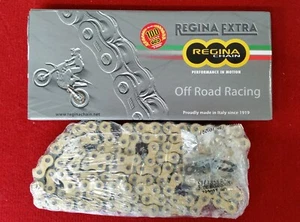 REGINA EXTRA
100
REGINA
CHAIN
PERFORMANCE IN MOTION
Off Road Racing
Proudly made in Italy since 1919
www.reginachain.net